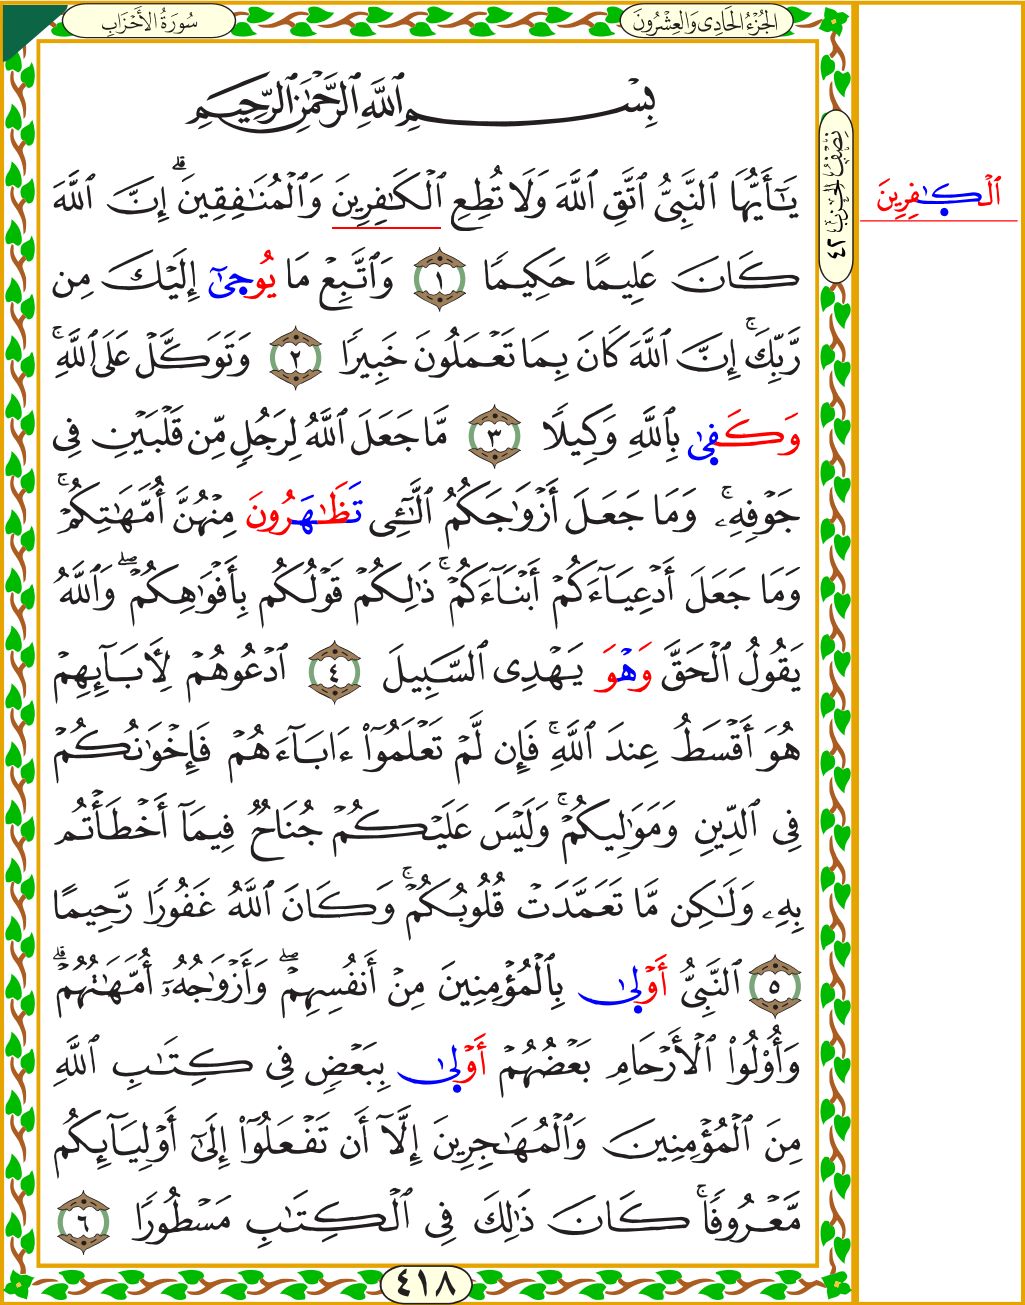 الجُزْءُ الحَادِى وَالعِشْرُونَ
سُورَةُ الأَحْزَابِ
بِسْمِ ٱللَّهِ ٱلرَّحْمَٰنِ ٱلرَّحِيمِ
يَٰٓأَيُّهَا ٱلنَّبِىُّ ٱتَّقِ ٱللَّهَ وَلَا تُطِعِ ٱلْكَٰفِرِينَ وَٱلْمُنَٰفِقِينَ ۗ إِنَّ ٱللَّهَ
كَانَ عَلِيمًا حَكِيمًا ١ وَٱتَّبِعْ مَا يُوحِىٰٓ إِلَيْكَ مِن
رَّبِّكَ ۚ إِنَّ ٱللَّهَ كَانَ بِمَا تَعْمَلُونَ خَبِيرًا ٢ وَتَوَكَّلْ عَلَى ٱللَّهِ ۚ
وَكَفِىٰ بِٱللَّهِ وَكِيلًا ٣ مَّا جَعَلَ ٱللَّهُ لِرَجُلٍ مِّن قَلْبَيْنِ فِى
جَوْفِهِۦ ۚ وَمَا جَعَلَ أَزْوَٰجَكُمُ ٱلَّٰٓـِٔى تَظَٰهَرُونَ مِنْهُنَّ أُمَّهَٰتِكُمْ ۚ
وَمَا جَعَلَ أَدْعِيَآءَكُمْ أَبْنَآءَكُمْ ۚ ذَٰلِكُمْ قَوْلُكُم بِأَفْوَٰهِكُمْ ۖ وَٱللَّهُ
يَقُولُ ٱلْحَقَّ وَهْوَ يَهْدِى ٱلسَّبِيلَ ٤ ٱدْعُوهُمْ لِأٓبَآئِهِمْ
هُوَ أَقْسَطُ عِندَ ٱللَّهِ ۚ فَإِن لَّمْ تَعْلَمُوٓا۟ ءَابَآءَهُمْ فَإِخْوَٰنُكُمْ
فِى ٱلدِّينِ وَمَوَٰلِيكُمْ ۚ وَلَيْسَ عَلَيْكُمْ جُنَاحٌ فِيمَآ أَخْطَأْتُم
بِهِۦ وَلَٰكِن مَّا تَعَمَّدَتْ قُلُوبُكُمْ ۚ وَكَانَ ٱللَّهُ غَفُورًا رَّحِيمًا
٥ ٱلنَّبِىُّ أَوْلِىٰ بِٱلْمُؤْمِنِينَ مِنْ أَنفُسِهِمْ ۖ وَأَزْوَٰجُهُۥٓ أُمَّهَٰتُهُمْ ۗ
وَأُو۟لُوا۟ ٱلْأَرْحَامِ بَعْضُهُمْ أَوْلِىٰ بِبَعْضٍ فِى كِتَٰبِ ٱللَّهِ
مِنَ ٱلْمُؤْمِنِينَ وَٱلْمُهَٰجِرِينَ إِلَّآ أَن تَفْعَلُوٓا۟ إِلَىٰٓ أَوْلِيَآئِكُم
مَّعْرُوفًا ۚ كَانَ ذَٰلِكَ فِى ٱلْكِتَٰبِ مَسْطُورًا ٦
٤١٨
نِصْفُ الحِزْب ٤٢
ٱلْكِٰفِرِينَ